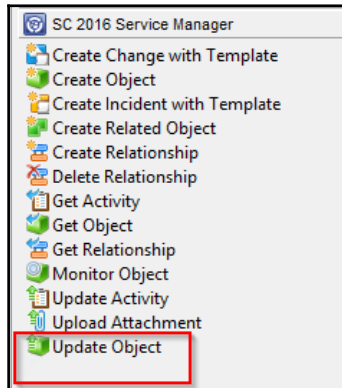 SC 2016 Service Manager
Create Change with Template
Create Object
Create Incident with Template
Create Related Object
Create Relationship
Delete Relationship
Get Activity
Get Object
Get Relationship
Monitor Object
Update Activity
Upload Attachment
Update Object